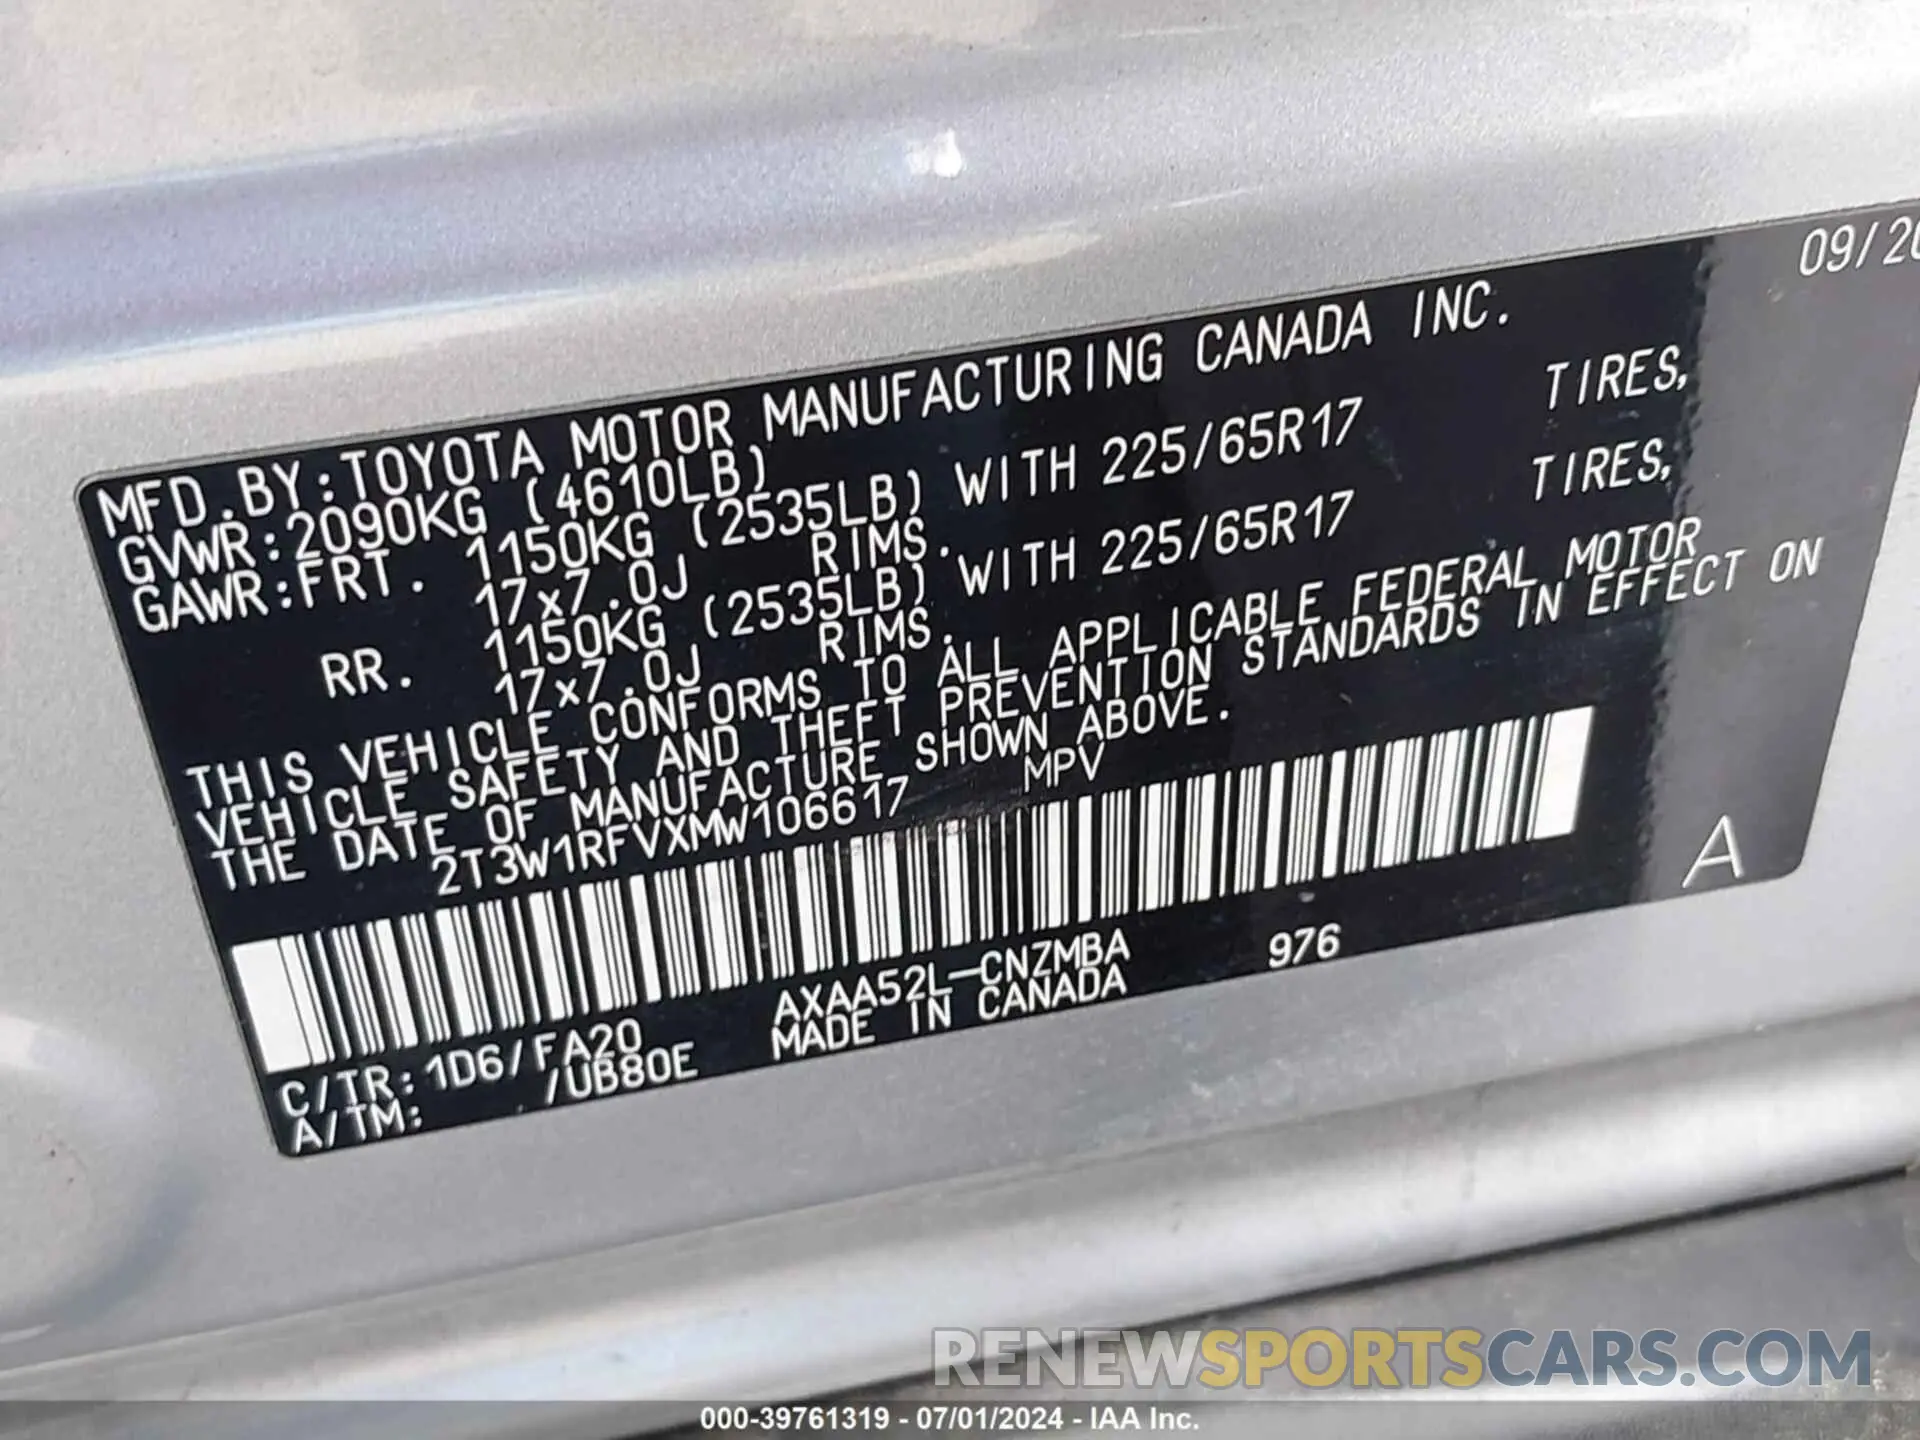 09/20
MFD.BY:TOYOTA MOTOR MANUFACTURING CANADA INC.
GVWR:2090KG (4610LB)
GAWR:FRT. 1150KG (2535LB) WITH 225/65R17 TIRES,
17x7.0J RIMS.
RR. 1150KG (2535LB) WITH 225/65R17 TIRES,
17x7.0J RIMS.
THIS VEHICLE CONFORMS TO ALL APPLICABLE FEDERAL MOTOR
VEHICLE SAFETY AND THEFT PREVENTION STANDARDS IN EFFECT ON
THE DATE OF MANUFACTURE SHOWN ABOVE.
2T3W1RFVXMW106617 MPV
A
C/TR:1D6/FA20 AXAA52L-CNZMBA 976
A/TM: /UB80E MADE IN CANADA
RENEWSPORTSCARS.COM
000-39761319 - 07/01/2024 - IAA Inc.